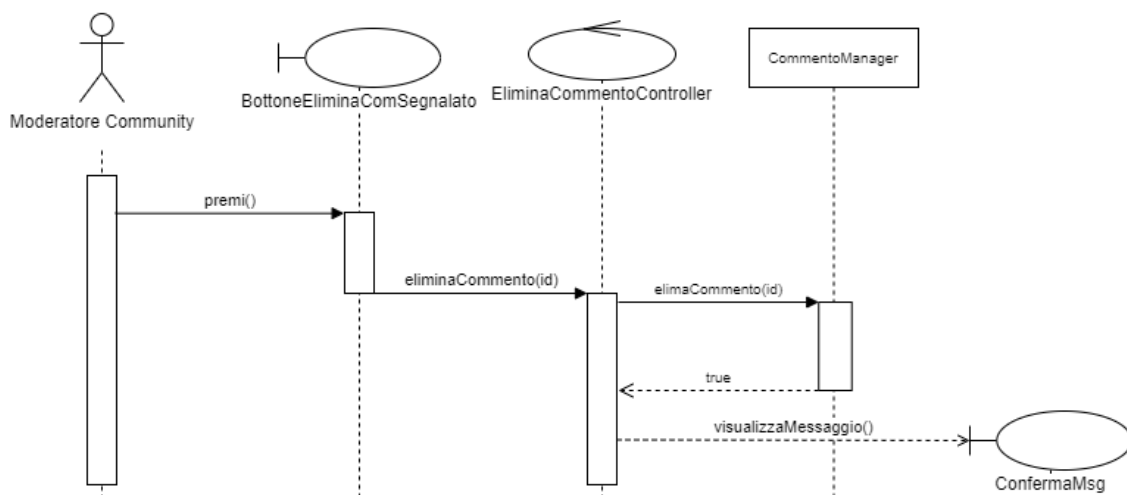 CommentoManager
BottoneEliminaComSegnalato
EliminaCommentoController
Moderatore Community
premi()
eliminaCommento(id)
elimaCommento(id)
true
visualizzaMessaggio()
ConfermaMsg